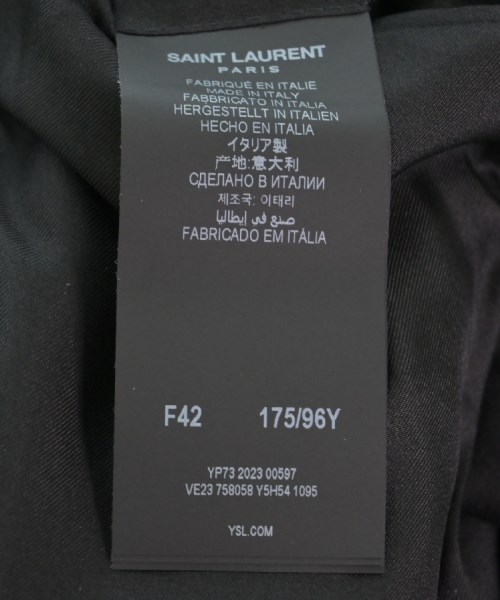 SAINT LAURENT
PARIS
FABRIQUÉ EN ITALIE
MADE IN ITALY
FABBRICATO IN ITALIA
HERGESTELLT IN ITALIEN
HECHO EN ITALIA
イタリア製
产地:意大利
СДЕЛАНО В ИТАЛИИ
제조국: 이태리
صنع في إيطاليا
FABRICADO EM ITÁLIA
F42 175/96Y
YP73 2023 00597
VE23 758058 Y5H54 1095
YSL.COM